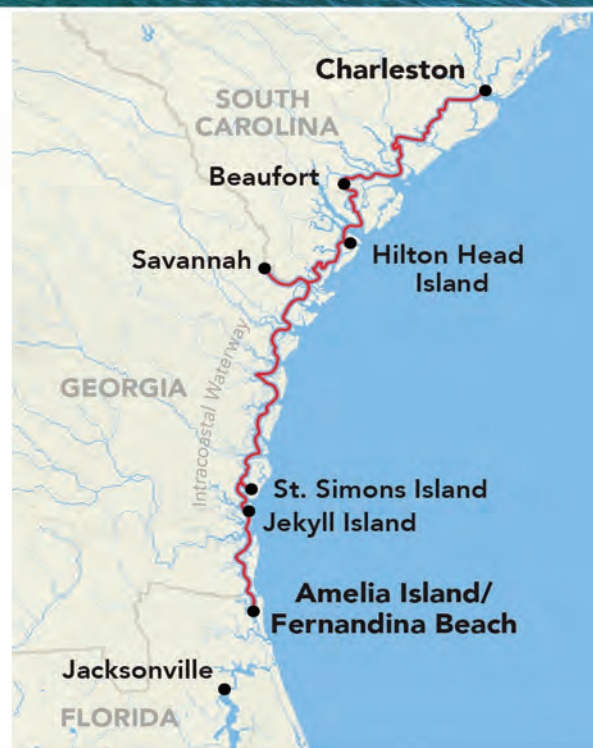 Charleston
SOUTH
CAROLINA
Beaufort
Savannah
Hilton Head
Island
GEORGIA
Intracoastal Waterway
St. Simons Island
Jekyll Island
Amelia Island/
Fernandina Beach
Jacksonville
FLORIDA